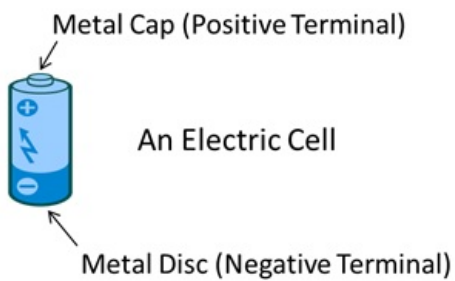 Metal Cap (Positive Terminal)
An Electric Cell
Metal Disc (Negative Terminal)